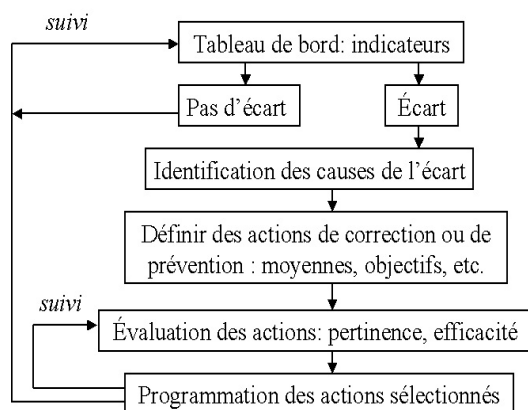 suivi
Tableau de bord: indicateurs
Pas d’écart
Écart
Identification des causes de l’écart
Définir des actions de correction ou de
prévention : moyennes, objectifs, etc.
suivi
Évaluation des actions: pertinence, efficacité
Programmation des actions sélectionnés